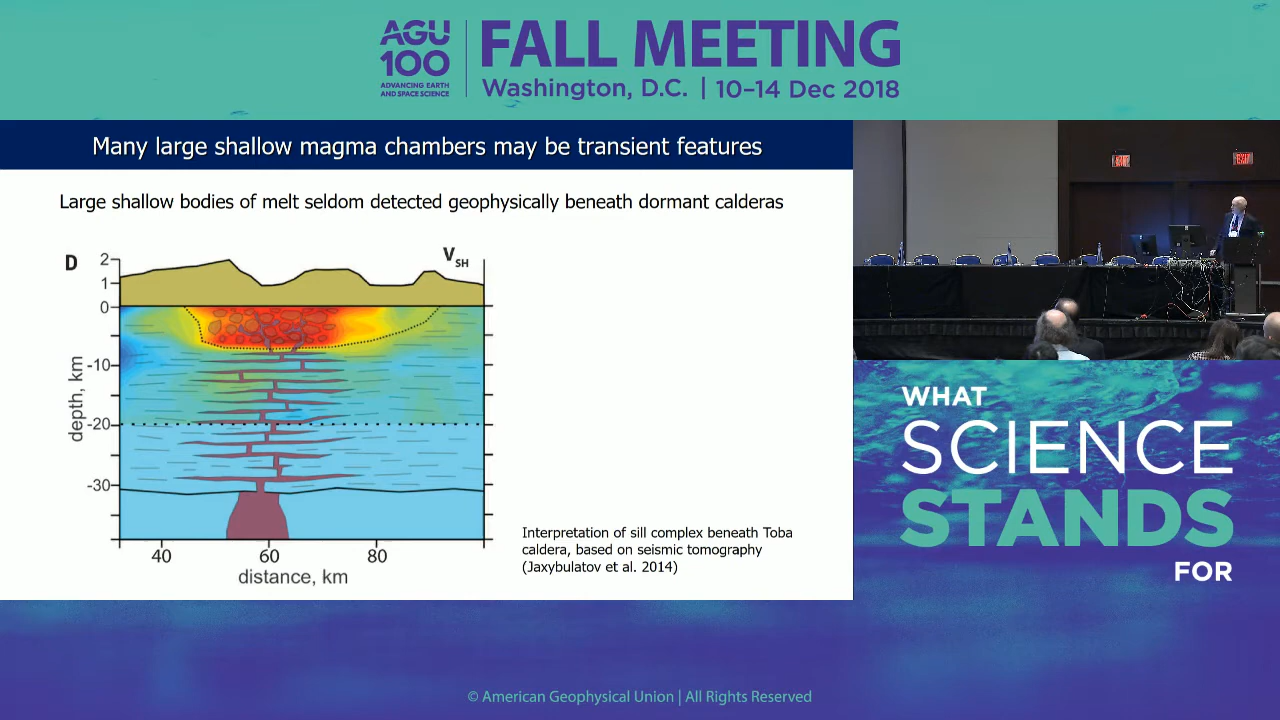 AGU
100
ADVANCING EARTH
AND SPACE SCIENCE
FALL MEETING
Washington, D.C. | 10–14 Dec 2018
Many large shallow magma chambers may be transient features
Large shallow bodies of melt seldom detected geophysically beneath dormant calderas
D
VSH
2
1
0
-10
-20
-30
depth, km
40
60
80
distance, km
Interpretation of sill complex beneath Toba
caldera, based on seismic tomography
(Jaxybulatov et al. 2014)
WHAT
SCIENCE
STANDS
FOR
© American Geophysical Union | All Rights Reserved